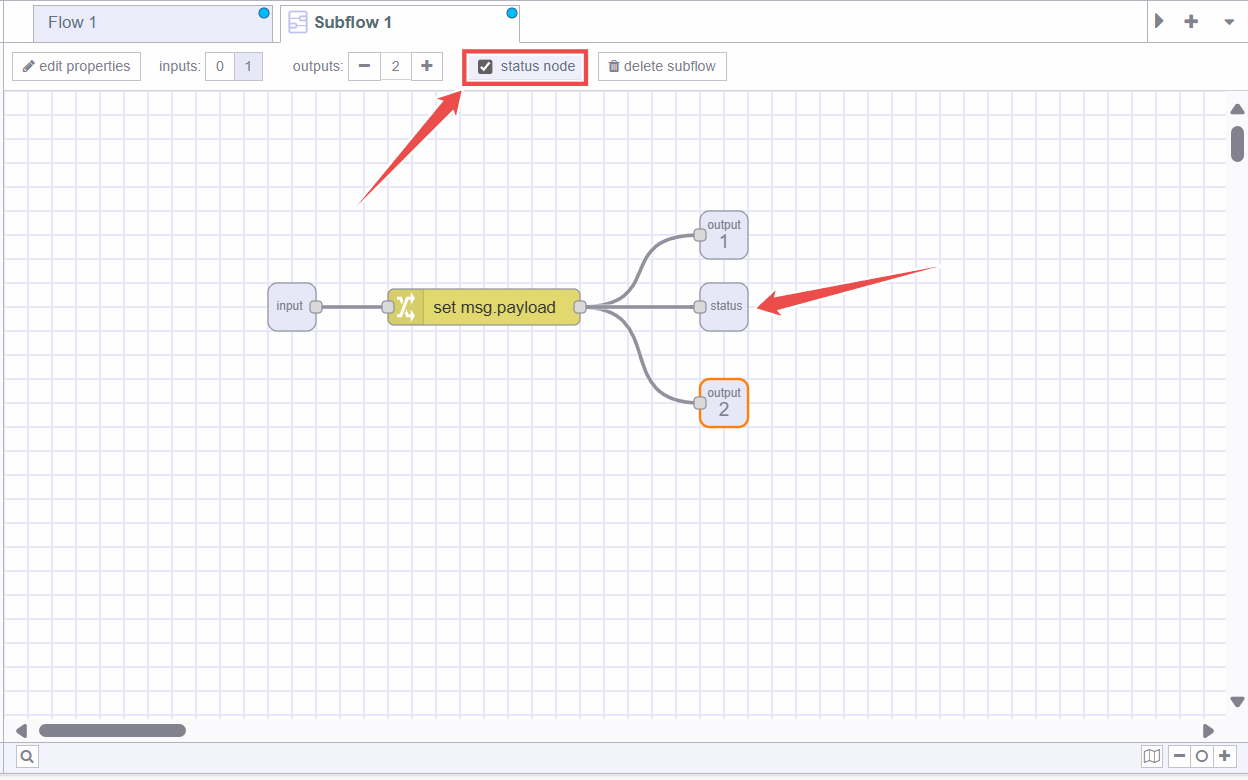 Flow 1
Subflow 1
edit properties
inputs: 0 1
outputs: 2
status node
delete subflow
output
1
input
set msg.payload
status
output
2